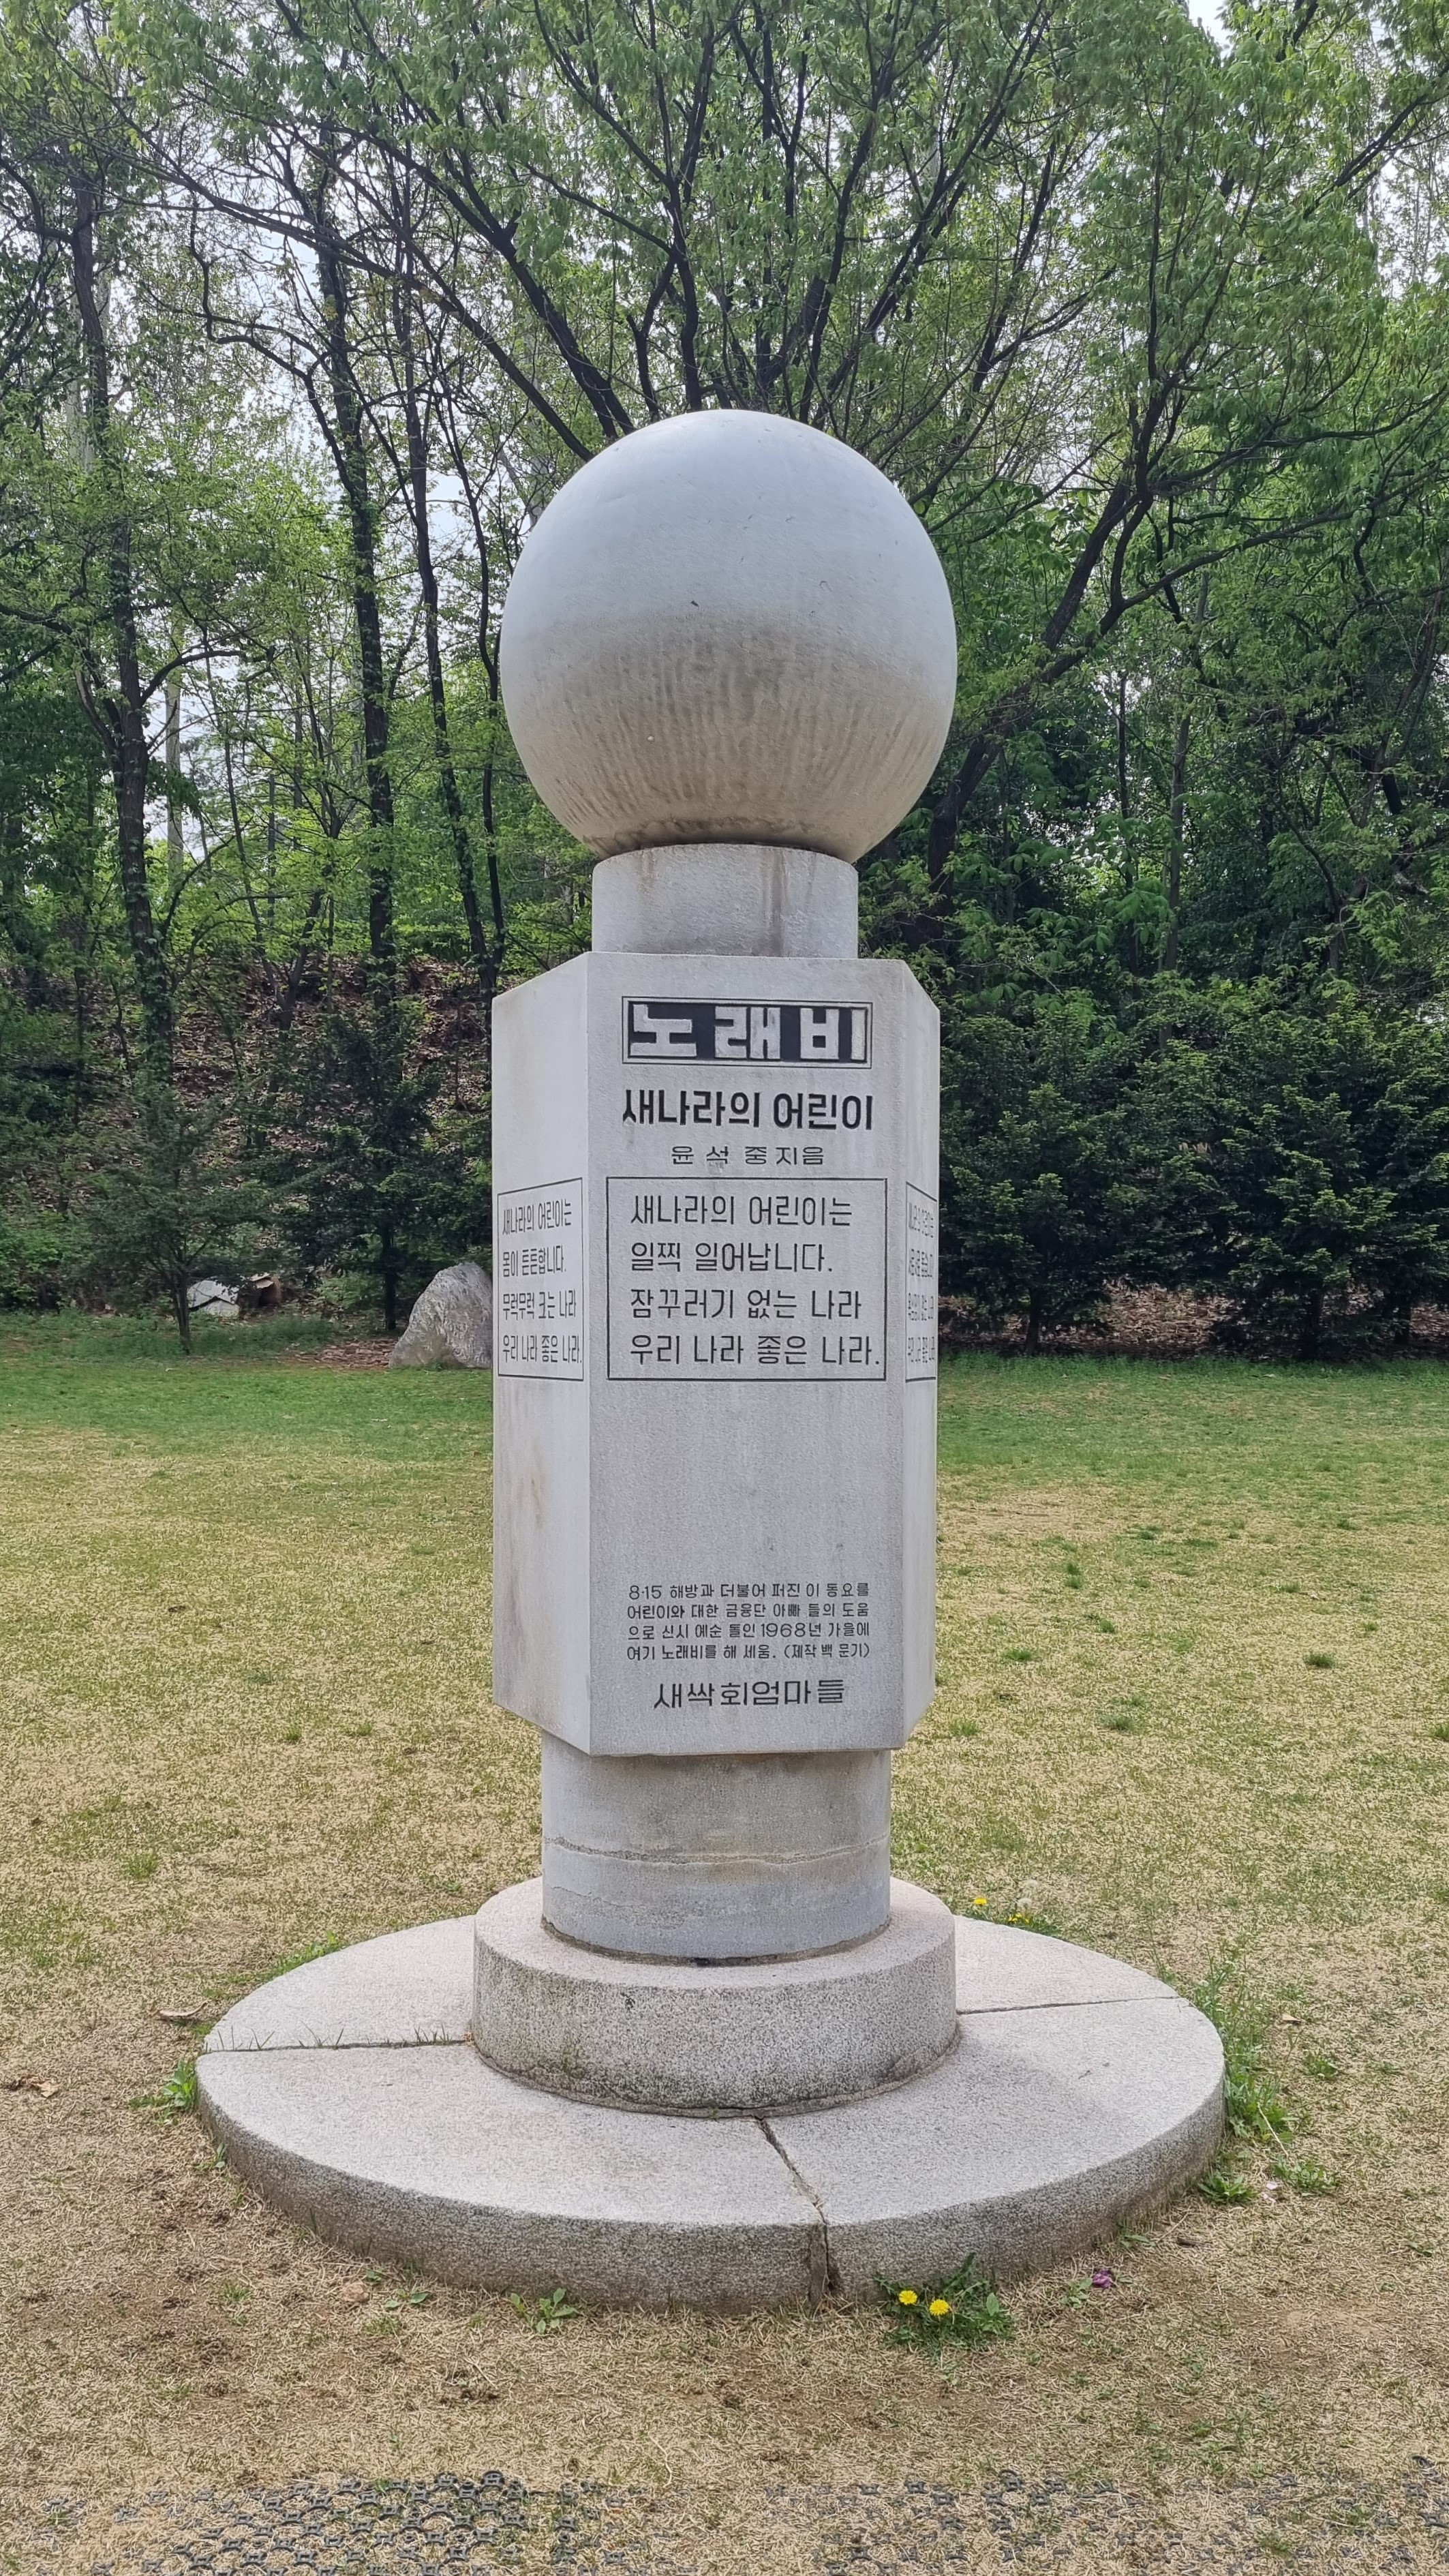 노래비
새나라의 어린이
윤석중지음
새나라의 어린이는
일찍 일어납니다.
잠꾸러기 없는 나라
우리 나라 좋은 나라.
새나라의 어린이는
몸이 튼튼합니다.
무럭무럭 크는 나라
우리 나라 좋은 나라.
8·15 해방과 더불어 퍼진 이 동요를
어린이와 대한 금융단 아빠 들의 도움
으로 신시 예순 돌인 1968년 가을에
여기 노래비를 해 세움. (제작 백 문기)
새싹회엄마들